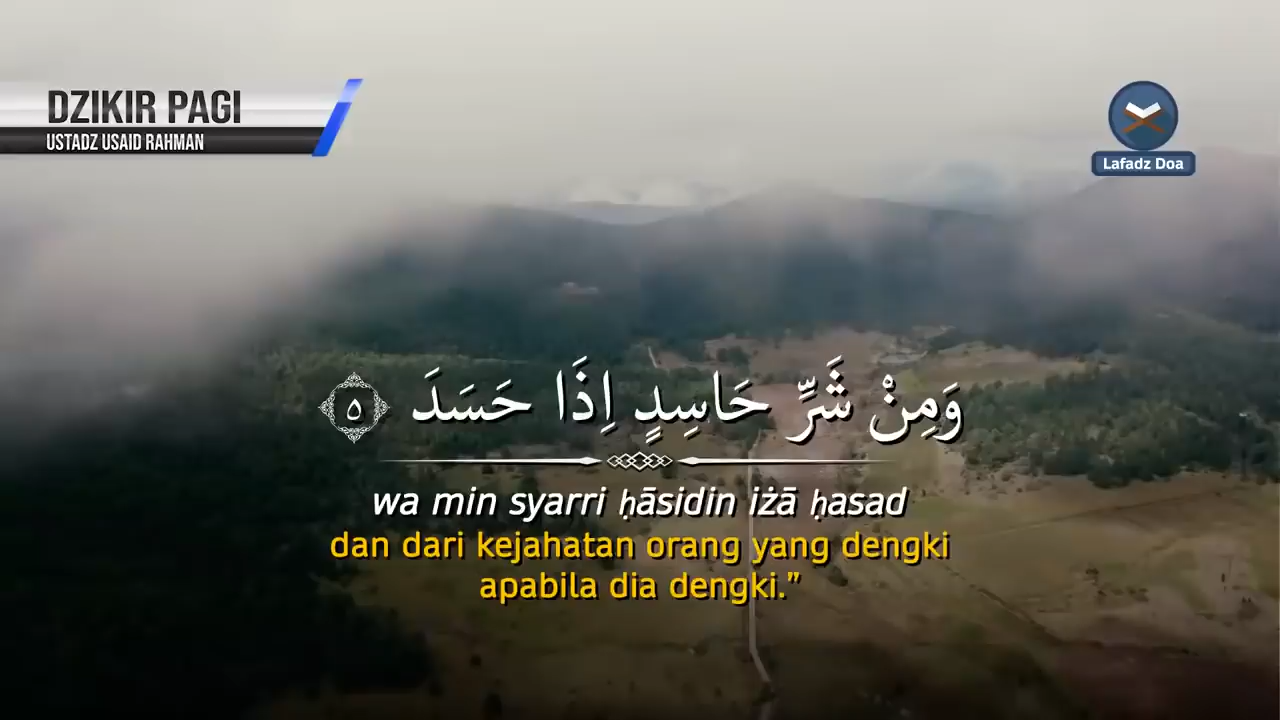 DZIKIR PAGI
USTADZ USAID RAHMAN
Lafadz Doa
وَمِنْ شَرِّ حَاسِدٍ اِذَا حَسَدَ ۵
wa min syarri ḥāsidin iżā ḥasad
dan dari kejahatan orang yang dengki
apabila dia dengki.”